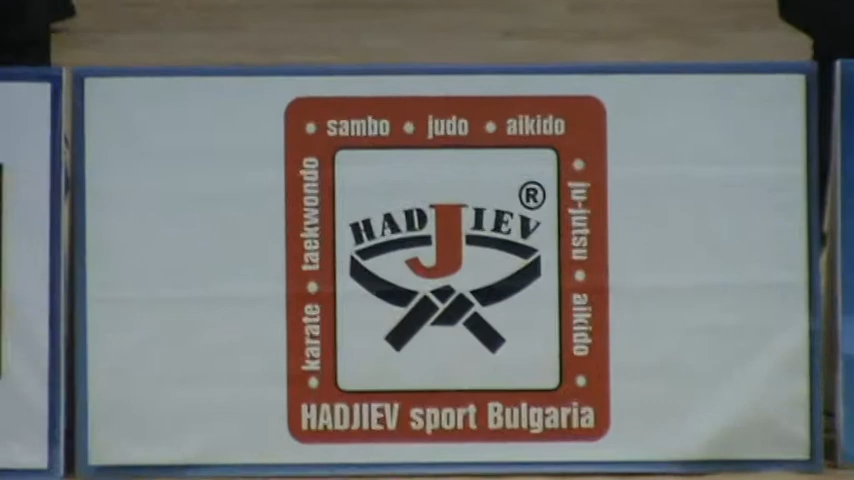 • sambo • judo • aikido
• karate • taekwondo
• ju-jutsu • aikido •
HADJIEV ®
HADJIEV sport Bulgaria